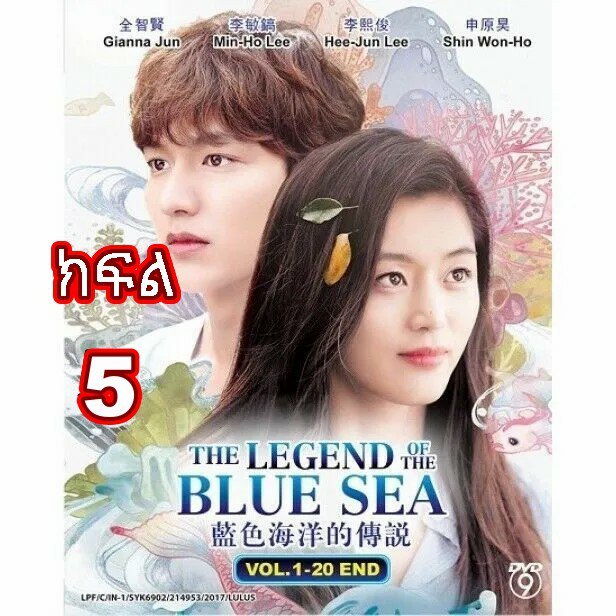 全智賢 李敏鎬 李熙俊 申原昊
Gianna Jun Min-Ho Lee Hee-Jun Lee Shin Won-Ho
ክፍል
5
THE LEGEND OF THE
BLUE SEA
藍色海洋的傳説
VOL.1-20 END
DVD
9
LPF/C/IN-1/SYK6902/214953/2017/LULUS